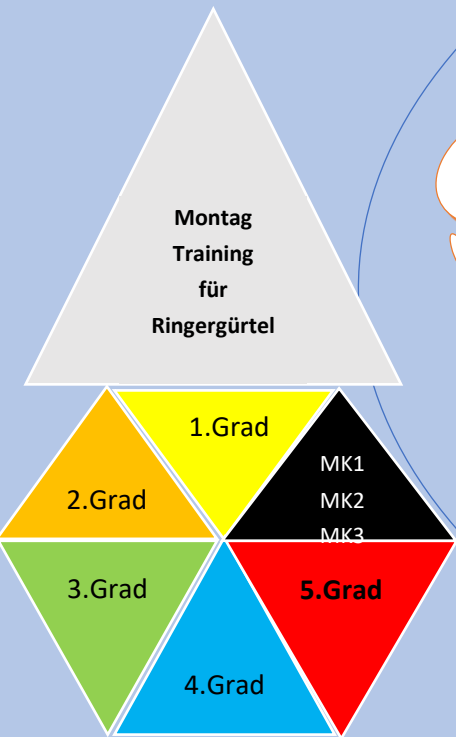 Montag
Training
für
Ringergürtel
1.Grad
MK1
2.Grad
MK2
MK3
3.Grad
5.Grad
4.Grad